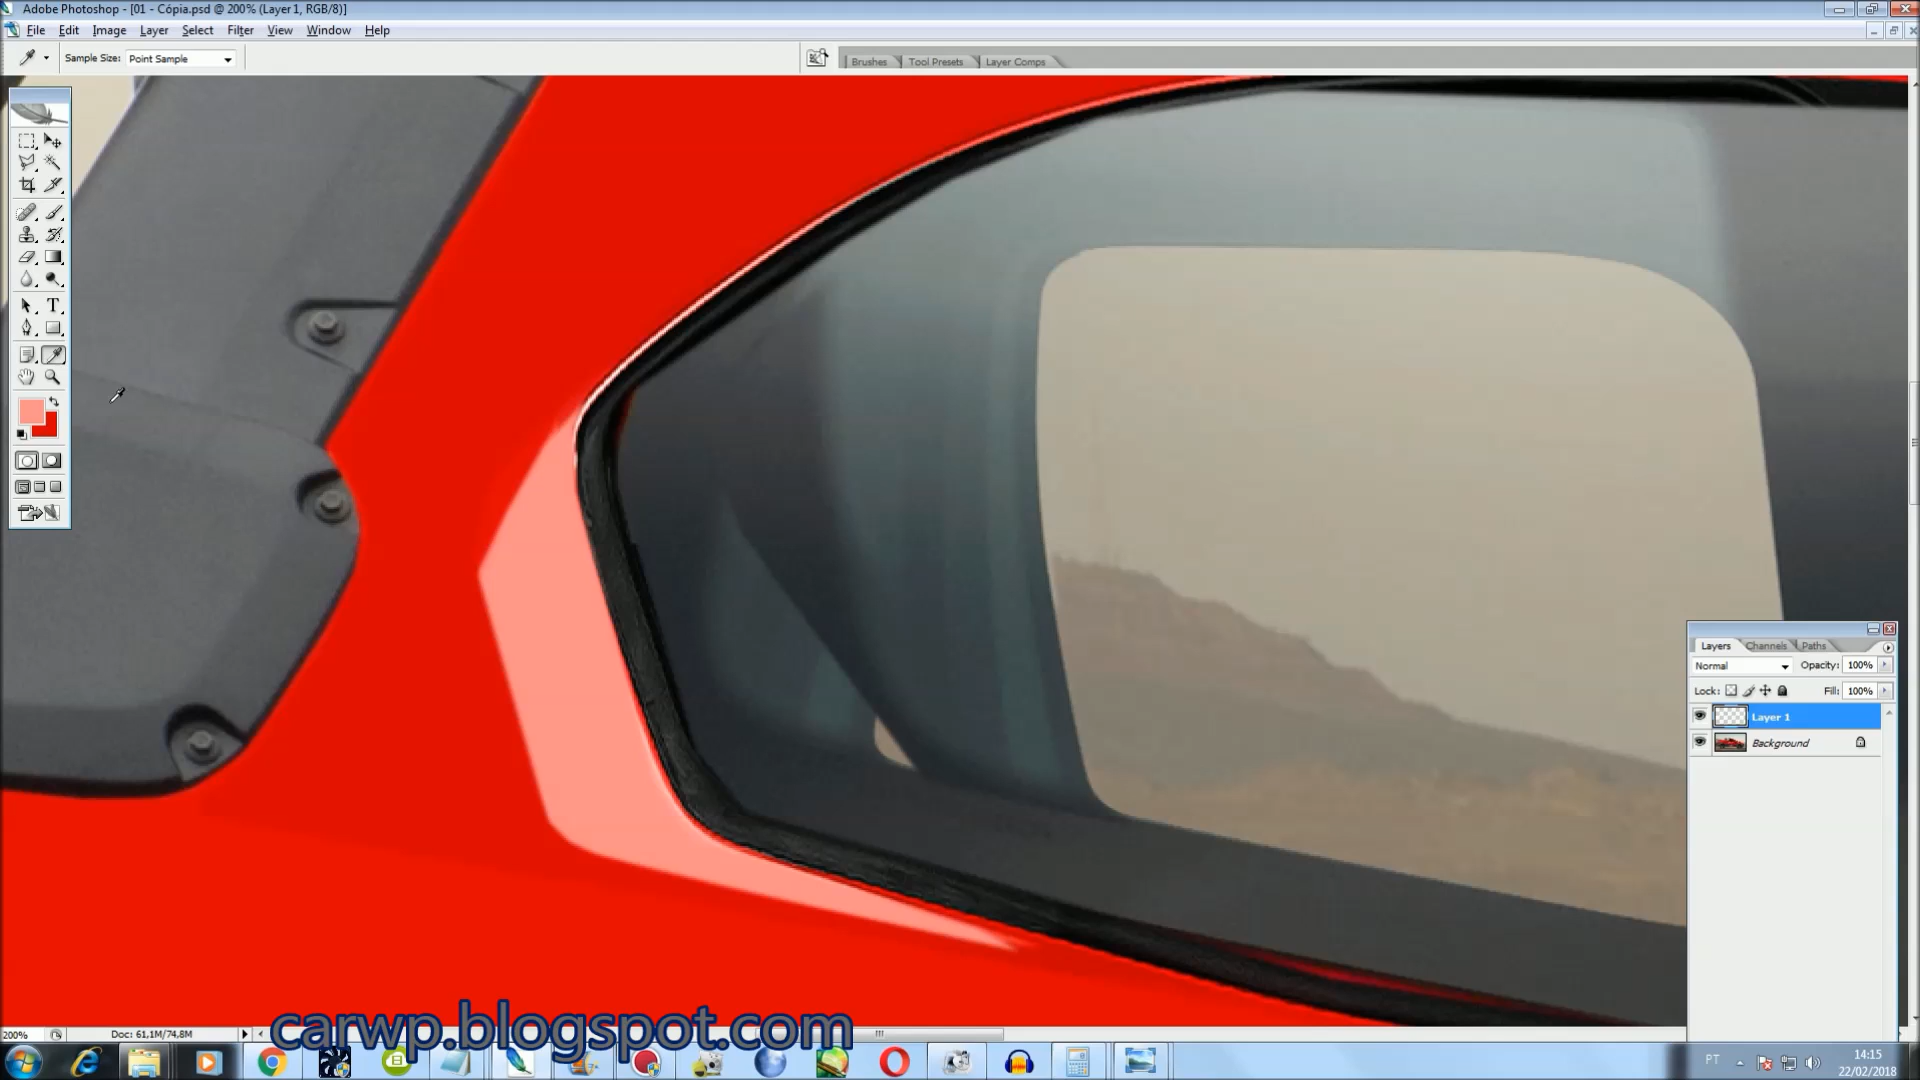 Adobe Photoshop - [01 - Cópia.psd @ 200% (Layer 1, RGB/8)]
File Edit Image Layer Select Filter View Window Help
Sample Size: Point Sample
Brushes Tool Presets Layer Comps
T
Layers Channels Paths
Normal Opacity: 100%
Lock: Fill: 100%
Layer 1
Background
200% Doc: 61,1M/74,8M
carwp.blogspot.com
PT 14:15
22/02/2018